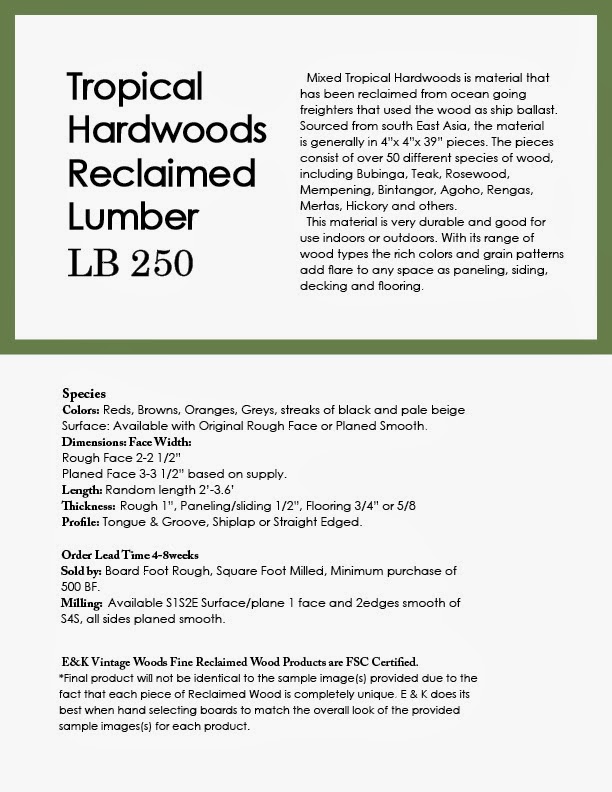 Tropical
Hardwoods
Reclaimed
Lumber
LB 250
Mixed Tropical Hardwoods is material that
has been reclaimed from ocean going
freighters that used the wood as ship ballast.
Sourced from south East Asia, the material
is generally in 4"x 4"x 39" pieces. The pieces
consist of over 50 different species of wood,
including Bubinga, Teak, Rosewood,
Mempening, Bintangor, Agoho, Rengas,
Mertas, Hickory and others.
This material is very durable and good for
use indoors or outdoors. With its range of
wood types the rich colors and grain patterns
add flare to any space as paneling, siding,
decking and flooring.
Species
Colors: Reds, Browns, Oranges, Greys, streaks of black and pale beige
Surface: Available with Original Rough Face or Planed Smooth.
Dimensions: Face Width:
Rough Face 2-2 1/2"
Planed Face 3-3 1/2" based on supply.
Length: Random length 2'-3.6'
Thickness: Rough 1", Paneling/sliding 1/2", Flooring 3/4" or 5/8
Profile: Tongue & Groove, Shiplap or Straight Edged.
Order Lead Time 4-8weeks
Sold by: Board Foot Rough, Square Foot Milled, Minimum purchase of
500 BF.
Milling: Available S1S2E Surface/plane 1 face and 2edges smooth of
S4S, all sides planed smooth.
E&K Vintage Woods Fine Reclaimed Wood Products are FSC Certified.
*Final product will not be identical to the sample image(s) provided due to the
fact that each piece of Reclaimed Wood is completely unique. E & K does its
best when hand selecting boards to match the overall look of the provided
sample images(s) for each product.